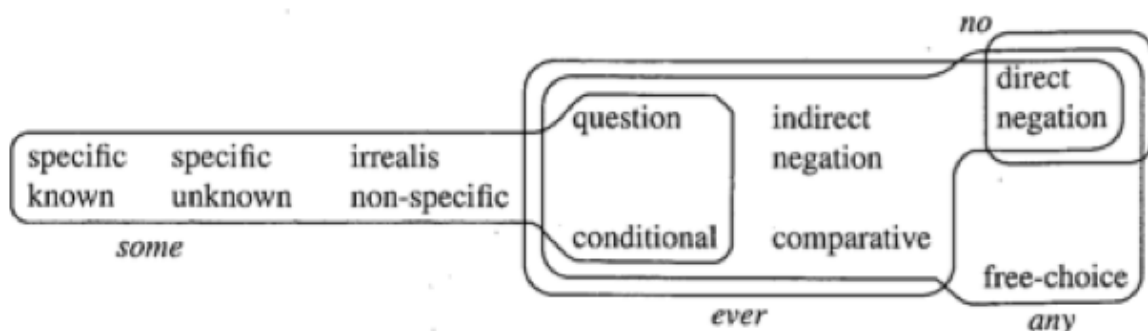 no
direct
question indirect negation
specific specific irrealis negation
known unknown non-specific
some conditional comparative
free-choice
ever any